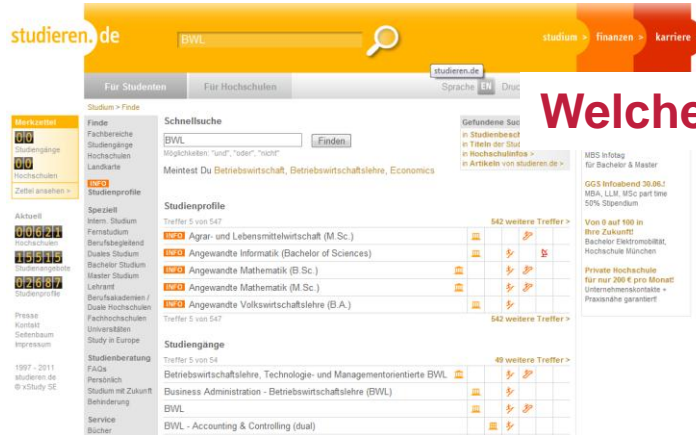 studieren.de
BWL
studium > finanzen > karriere
studieren.de
Für Studenten
Für Hochschulen
Sprache EN
Welche
Studium > Finde
Merkzettel
00
Studiengänge
00
Hochschulen
Zettel ansehen >
Aktuell
00621
Hochschulen
15515
Studienangebote
02687
Studienprofile
Presse
Kontakt
Seitenbaum
Impressum
1997 - 2011
studieren.de
© xStudy SE
Finde
Fachbereiche
Studiengänge
Hochschulen
Landkarte
INFO
Studienprofile
Speziell
Intern. Studium
Fernstudium
Berufsbegleitend
Duales Studium
Bachelor Studium
Master Studium
Lehramt
Berufsakademien /
Duale Hochschulen
Fachhochschulen
Universitäten
Study in Europe
Studienberatung
FAQs
Persönlich
Studium mit Zukunft
Behinderung
Service
Bücher
Schnellsuche
BWL
Finden
Möglichkeiten: "und", "oder", "nicht"
Meintest Du Betriebswirtschaft, Betriebswirtschaftslehre, Economics
Gefundene Suc
in Studienbesch
in Titeln der Stud
in Hochschulinfos >
in Artikeln von studieren.de >
Studienprofile
Treffer 5 von 547
542 weitere Treffer >
INFO Agrar- und Lebensmittelwirtschaft (M.Sc.)
INFO Angewandte Informatik (Bachelor of Sciences)
INFO Angewandte Mathematik (B.Sc.)
INFO Angewandte Mathematik (M.Sc.)
INFO Angewandte Volkswirtschaftslehre (B.A.)
Treffer 5 von 547
542 weitere Treffer >
Studiengänge
Treffer 5 von 54
49 weitere Treffer >
Betriebswirtschaftslehre, Technologie- und Managementorientierte BWL
Business Administration - Betriebswirtschaftslehre (BWL)
BWL
BWL - Accounting & Controlling (dual)
MBS Infotag
für Bachelor & Master
GGS Infoabend 30.06.!
MBA, LLM, MSc part time
50% Stipendium
Von 0 auf 100 in
Ihre Zukunft!
Bachelor Elektromobilität,
Hochschule München
Private Hochschule
für nur 200 € pro Monat!
Unternehmenskontakte +
Praxisnähe garantiert!